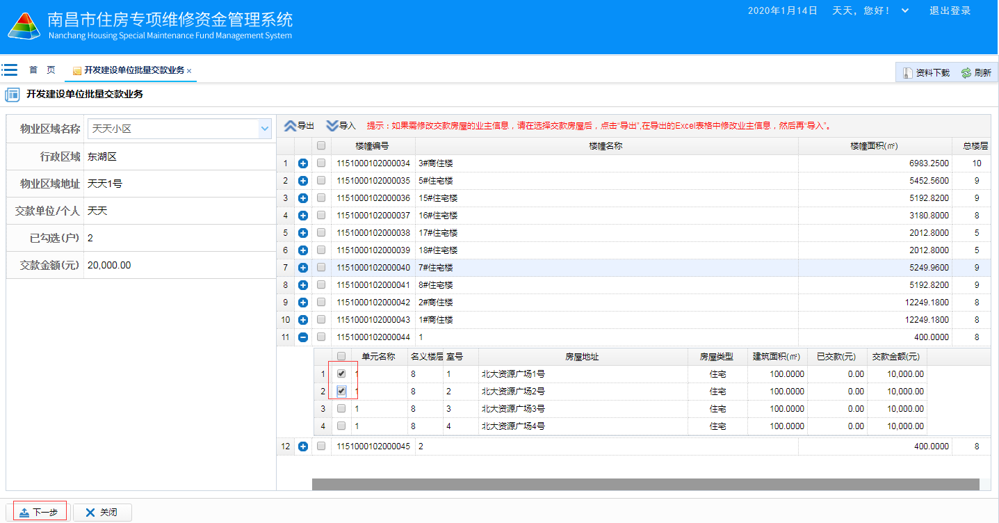 南昌市住房专项维修资金管理系统
Nanchang Housing Special Maintenance Fund Management System
2020年1月14日 天天，您好！ 退出登录
首 页 开发建设单位批量交款业务 ×
资料下载 刷新
开发建设单位批量交款业务
物业区域名称 天天小区
行政区域 东湖区
物业区域地址 天天1号
交款单位/个人 天天
已勾选(户) 2
交款金额(元) 20,000.00
导出 导入 提示：如果需修改交款房屋的业主信息，请在选择交款房屋后，点击“导出”,在导出的Excel表格中修改业主信息，然后再“导入”。
楼幢编号 楼幢名称 楼幢面积(㎡) 总楼层
1 1151000102000034 3#商住楼 6983.2500 10
2 1151000102000035 5#住宅楼 5452.5600 9
3 1151000102000036 15#住宅楼 5192.8200 9
4 1151000102000037 16#住宅楼 3180.8000 8
5 1151000102000038 17#住宅楼 2012.8000 5
6 1151000102000039 18#住宅楼 2012.8000 5
7 1151000102000040 7#住宅楼 5249.9600 9
8 1151000102000041 8#住宅楼 5192.8200 9
9 1151000102000042 2#商住楼 12249.1800 8
10 1151000102000043 1#商住楼 12249.1800 8
11 1151000102000044 1 400.0000 8
单元名称 名义楼层 室号 房屋地址 房屋类型 建筑面积(㎡) 已交款(元) 交款金额(元)
1 1 8 1 北大资源广场1号 住宅 100.0000 0.00 10,000.00
2 1 8 2 北大资源广场2号 住宅 100.0000 0.00 10,000.00
3 1 8 3 北大资源广场3号 住宅 100.0000 0.00 10,000.00
4 1 8 4 北大资源广场4号 住宅 100.0000 0.00 10,000.00
12 1151000102000045 2 400.0000 8
下一步 关闭